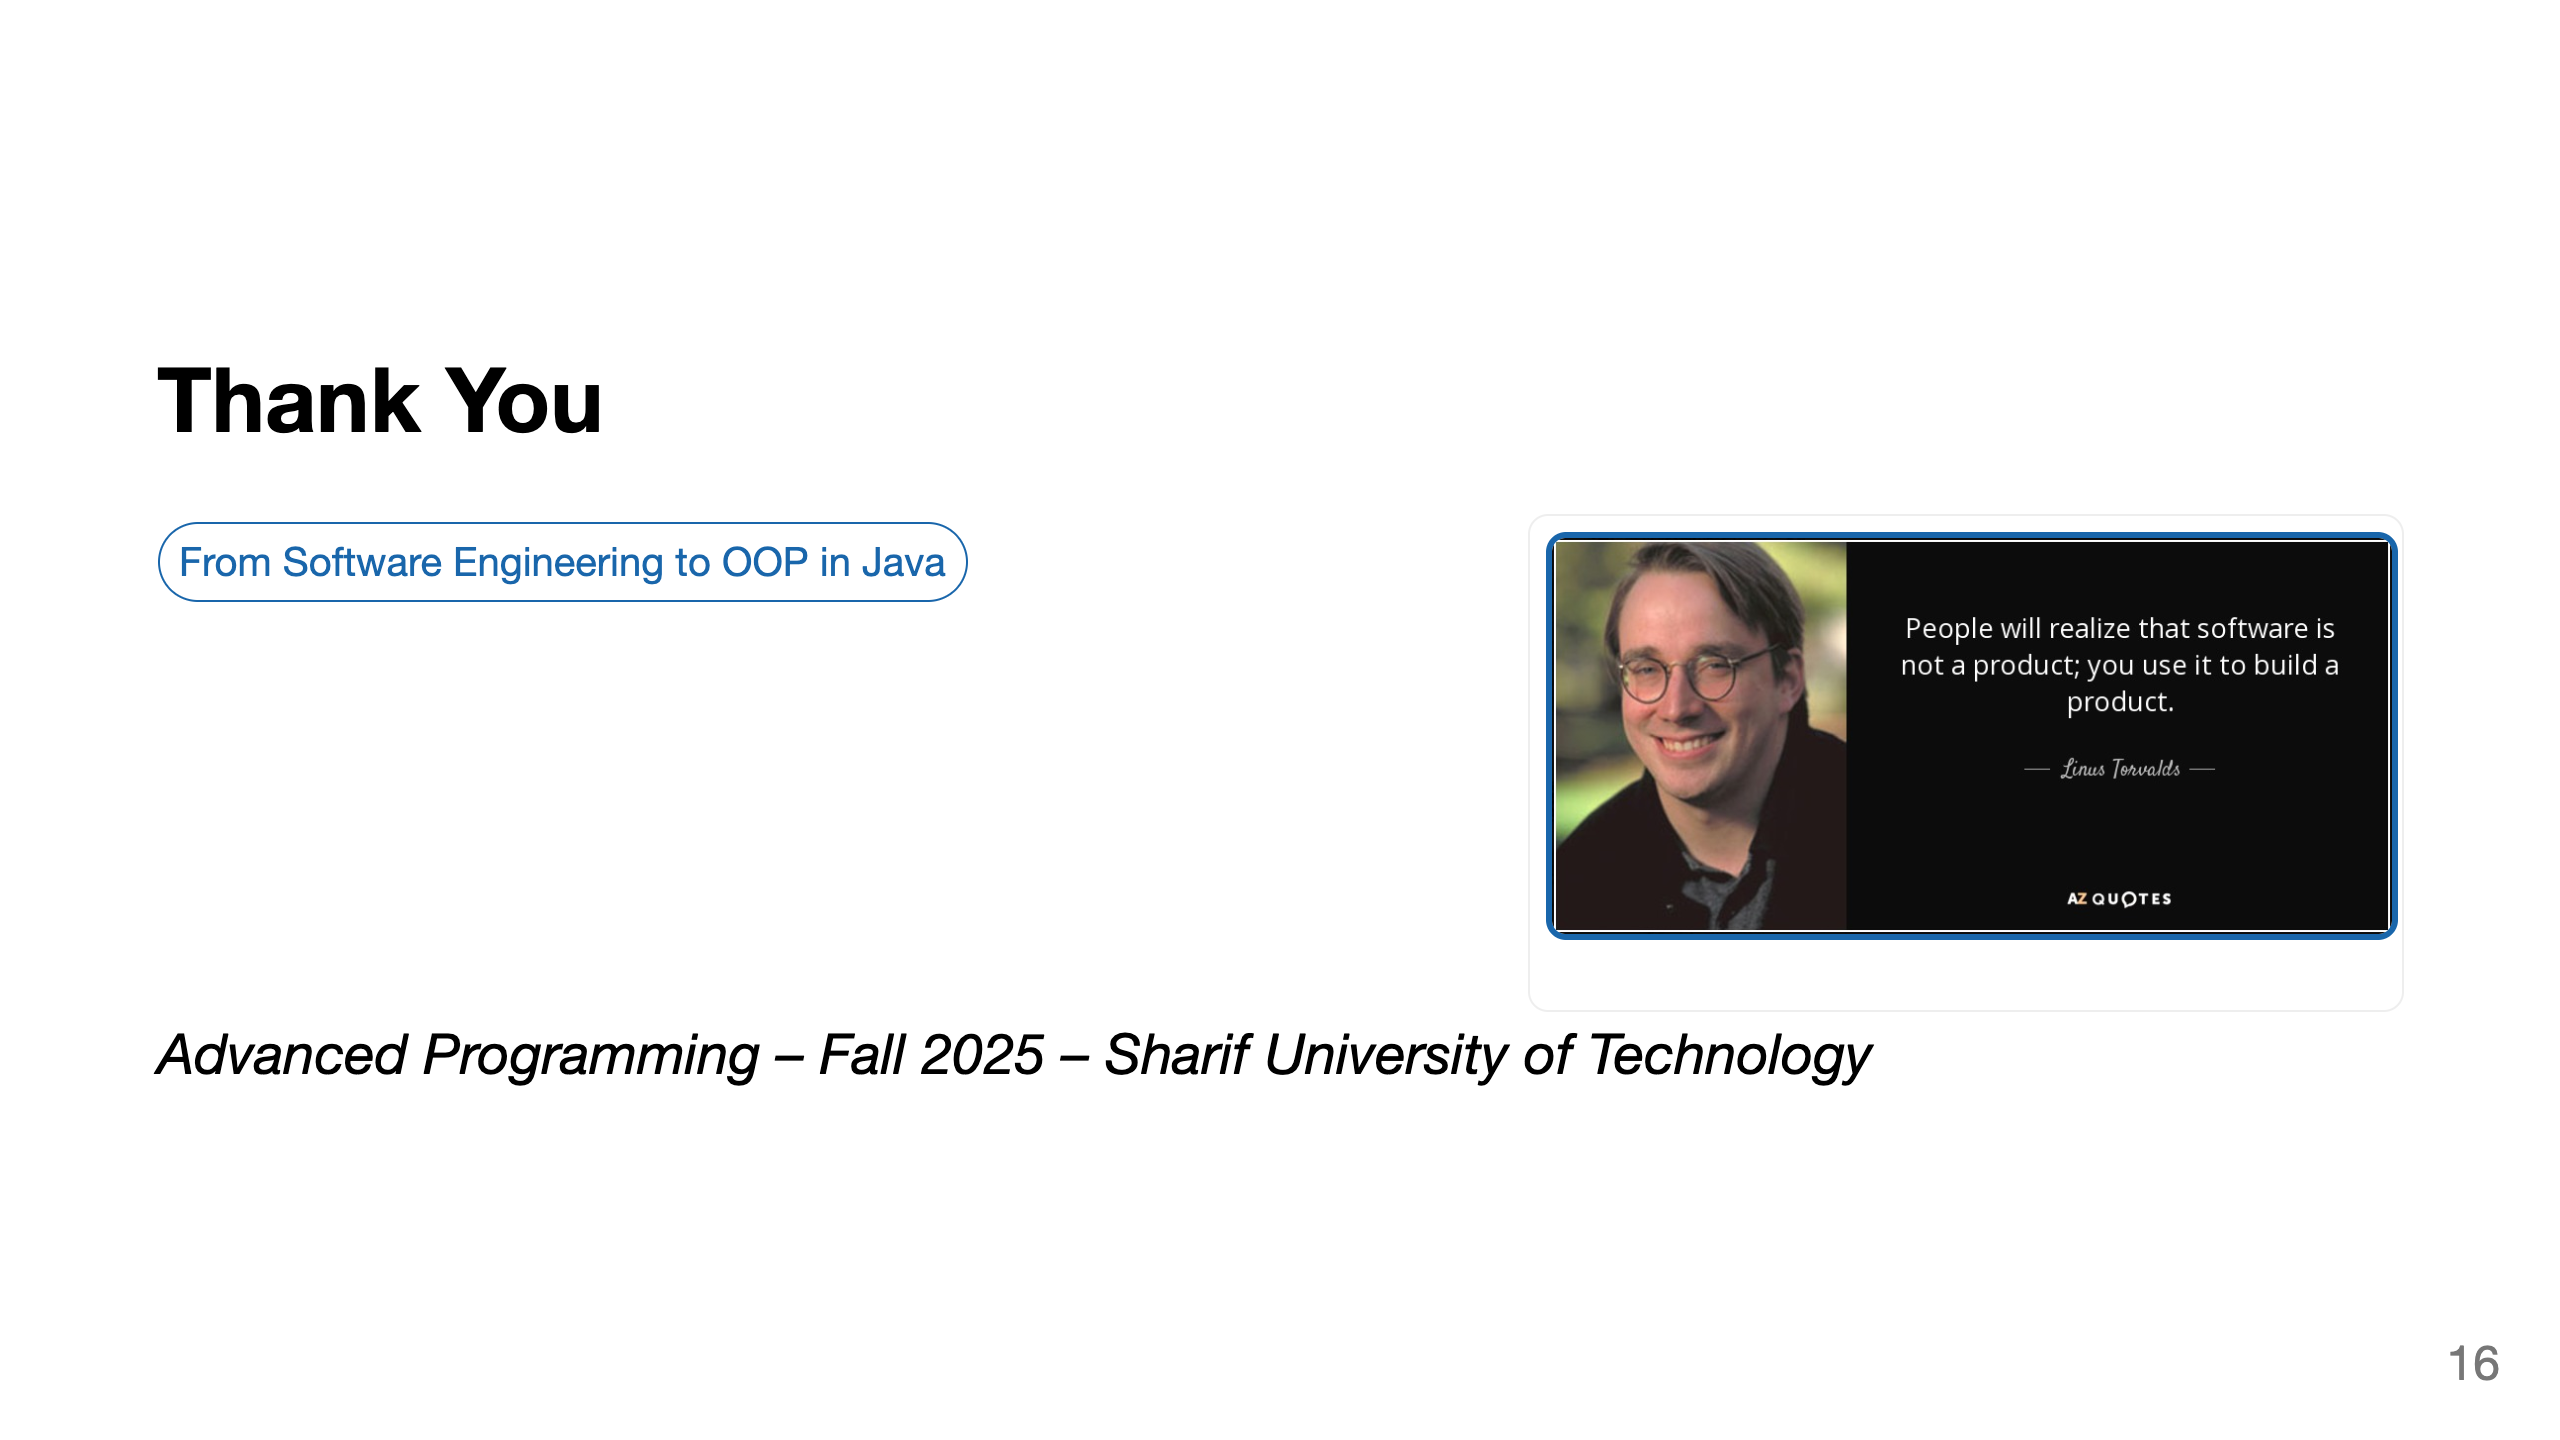 Thank You
From Software Engineering to OOP in Java
People will realize that software is
not a product; you use it to build a
product.
— Linus Torvalds —
AZ QUOTES
Advanced Programming – Fall 2025 – Sharif University of Technology
16